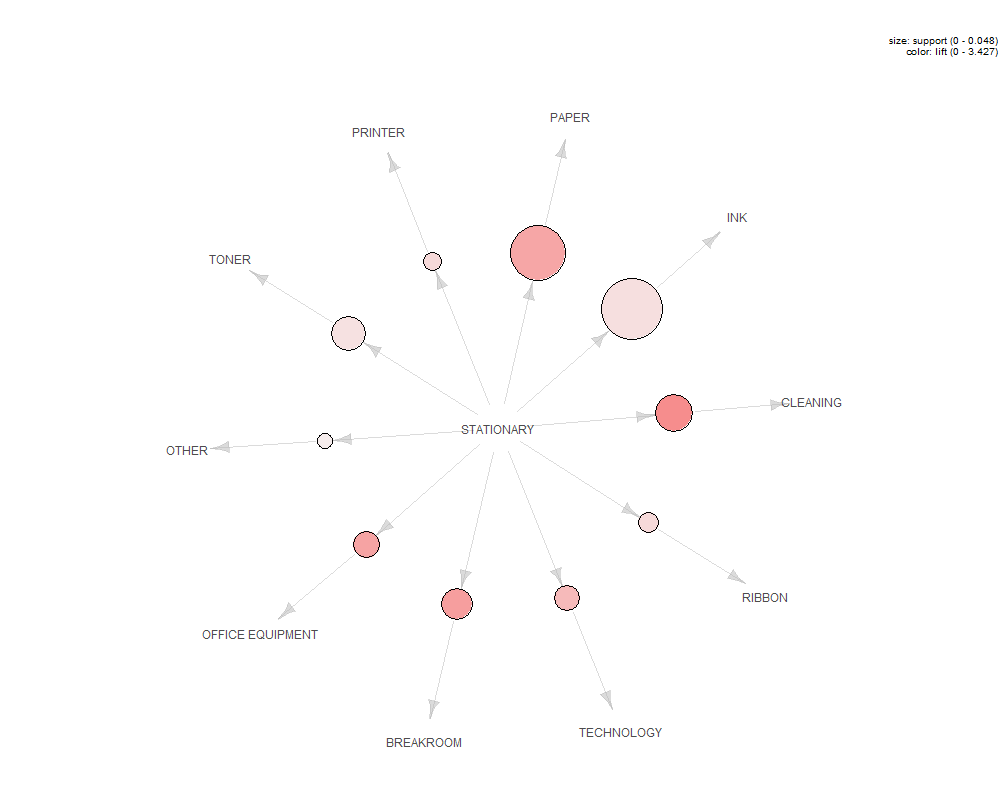 size: support (0 - 0.048)
color: lift (0 - 3.427)
PAPER
PRINTER
INK
TONER
CLEANING
STATIONARY
OTHER
RIBBON
OFFICE EQUIPMENT
TECHNOLOGY
BREAKROOM